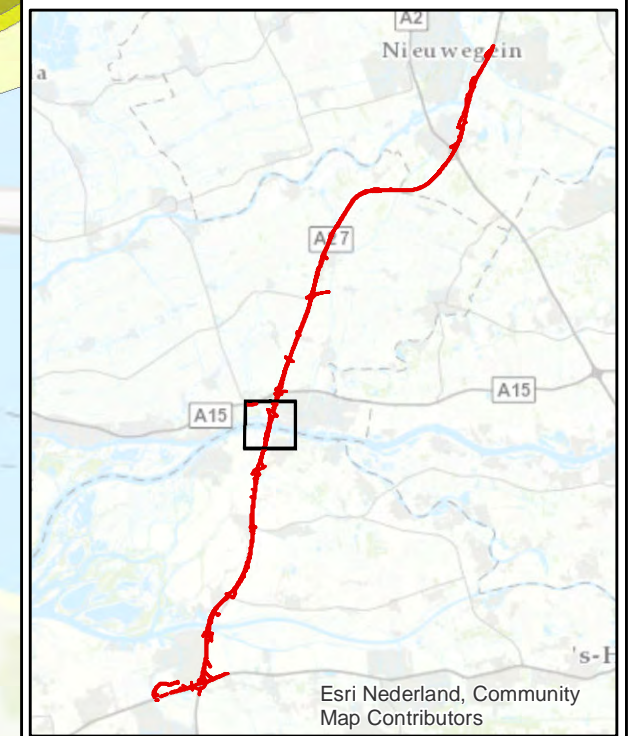 A2
Nieuwegein
a
A27
A15
A15
's-H
Esri Nederland, Community
Map Contributors